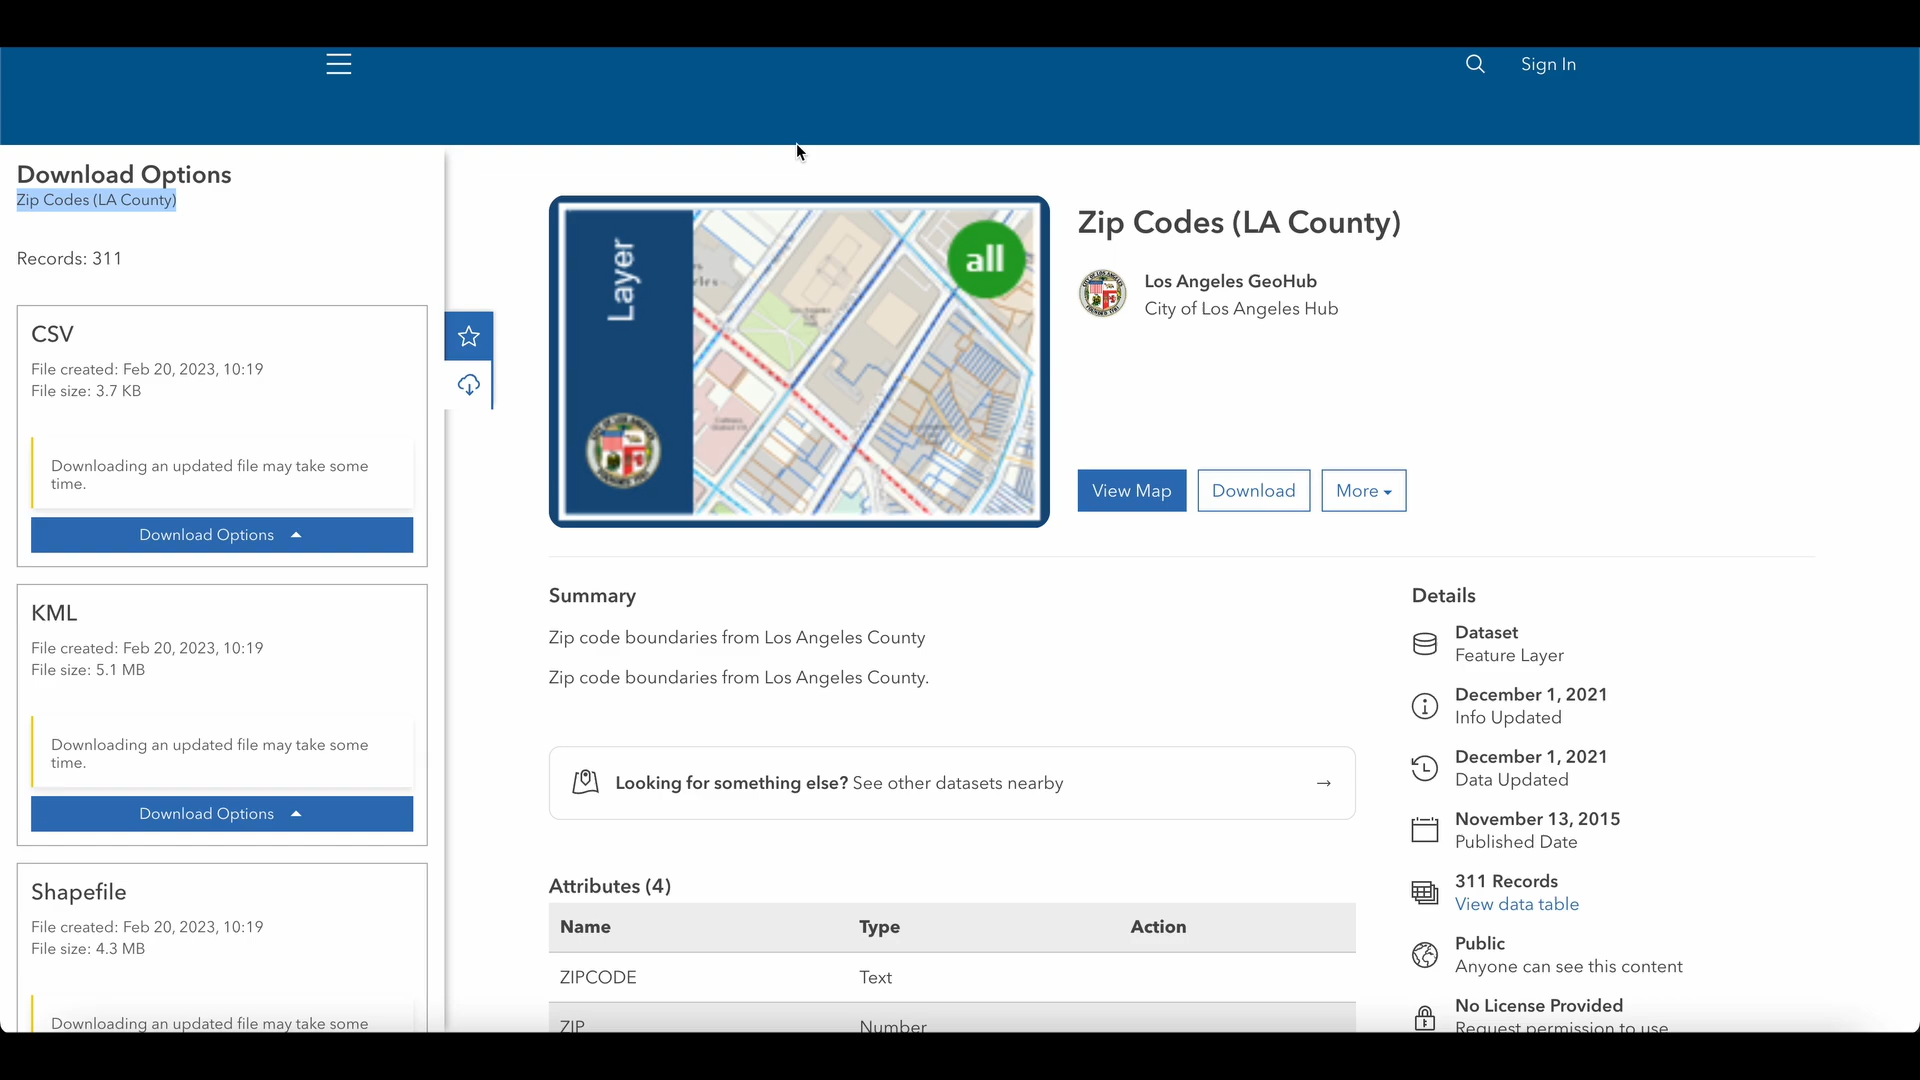 Sign In
Download Options
Zip Codes (LA County)
Records: 311
CSV
File created: Feb 20, 2023, 10:19
File size: 3.7 KB
Downloading an updated file may take some
time.
Download Options
KML
File created: Feb 20, 2023, 10:19
File size: 5.1 MB
Downloading an updated file may take some
time.
Download Options
Shapefile
File created: Feb 20, 2023, 10:19
File size: 4.3 MB
Downloading an updated file may take some
Layer
all
Zip Codes (LA County)
Los Angeles GeoHub
City of Los Angeles Hub
View Map
Download
More
Summary
Zip code boundaries from Los Angeles County
Zip code boundaries from Los Angeles County.
Looking for something else? See other datasets nearby
Attributes (4)
Name Type Action
ZIPCODE Text
ZIP Number
Details
Dataset
Feature Layer
December 1, 2021
Info Updated
December 1, 2021
Data Updated
November 13, 2015
Published Date
311 Records
View data table
Public
Anyone can see this content
No License Provided
Request permission to use